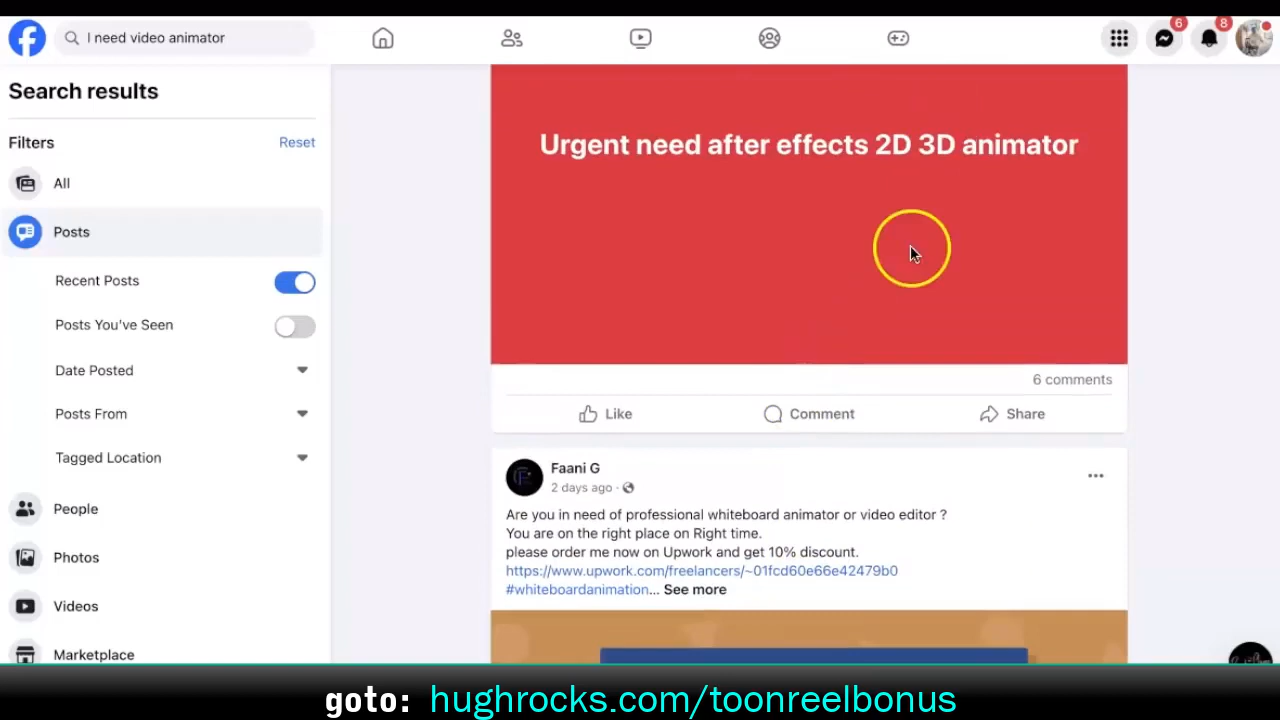 I need video animator
6
8
Search results
Filters
Reset
All
Posts
Recent Posts
Posts You've Seen
Date Posted
Posts From
Tagged Location
People
Photos
Videos
Marketplace
Urgent need after effects 2D 3D animator
6 comments
Like
Comment
Share
Faani G
2 days ago ·
Are you in need of professional whiteboard animator or video editor ?
You are on the right place on Right time.
please order me now on Upwork and get 10% discount.
https://www.upwork.com/freelancers/~01fcd60e66e42479b0
#whiteboardanimation... See more
goto: hughrocks.com/toonreelbonus